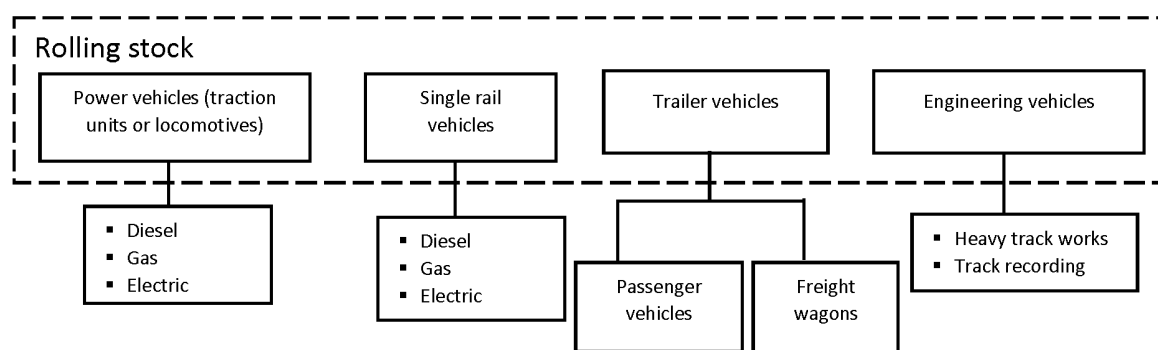 Rolling stock
Power vehicles (traction
units or locomotives)
Single rail
vehicles
Trailer vehicles
Engineering vehicles
▪ Diesel
▪ Gas
▪ Electric
▪ Diesel
▪ Gas
▪ Electric
Passenger
vehicles
Freight
wagons
▪ Heavy track works
▪ Track recording